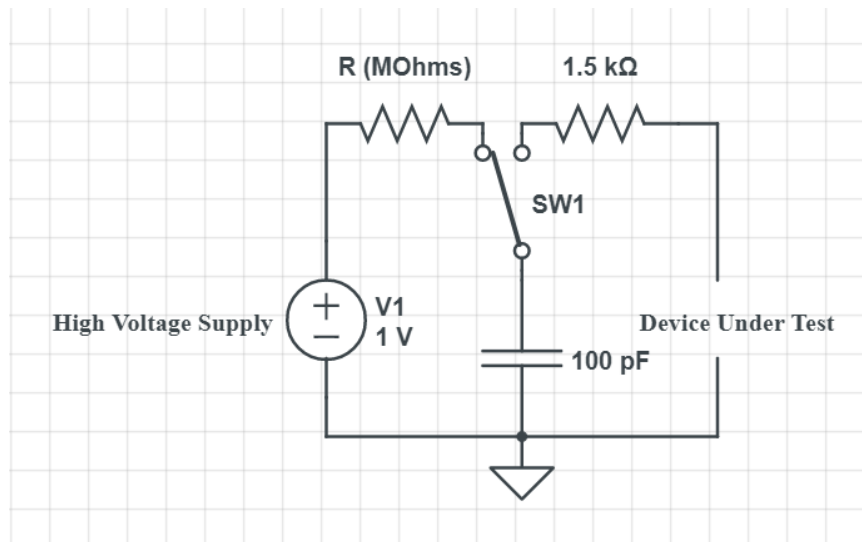 R (MOhms)
1.5 kΩ
SW1
High Voltage Supply
V1
1 V
Device Under Test
100 pF